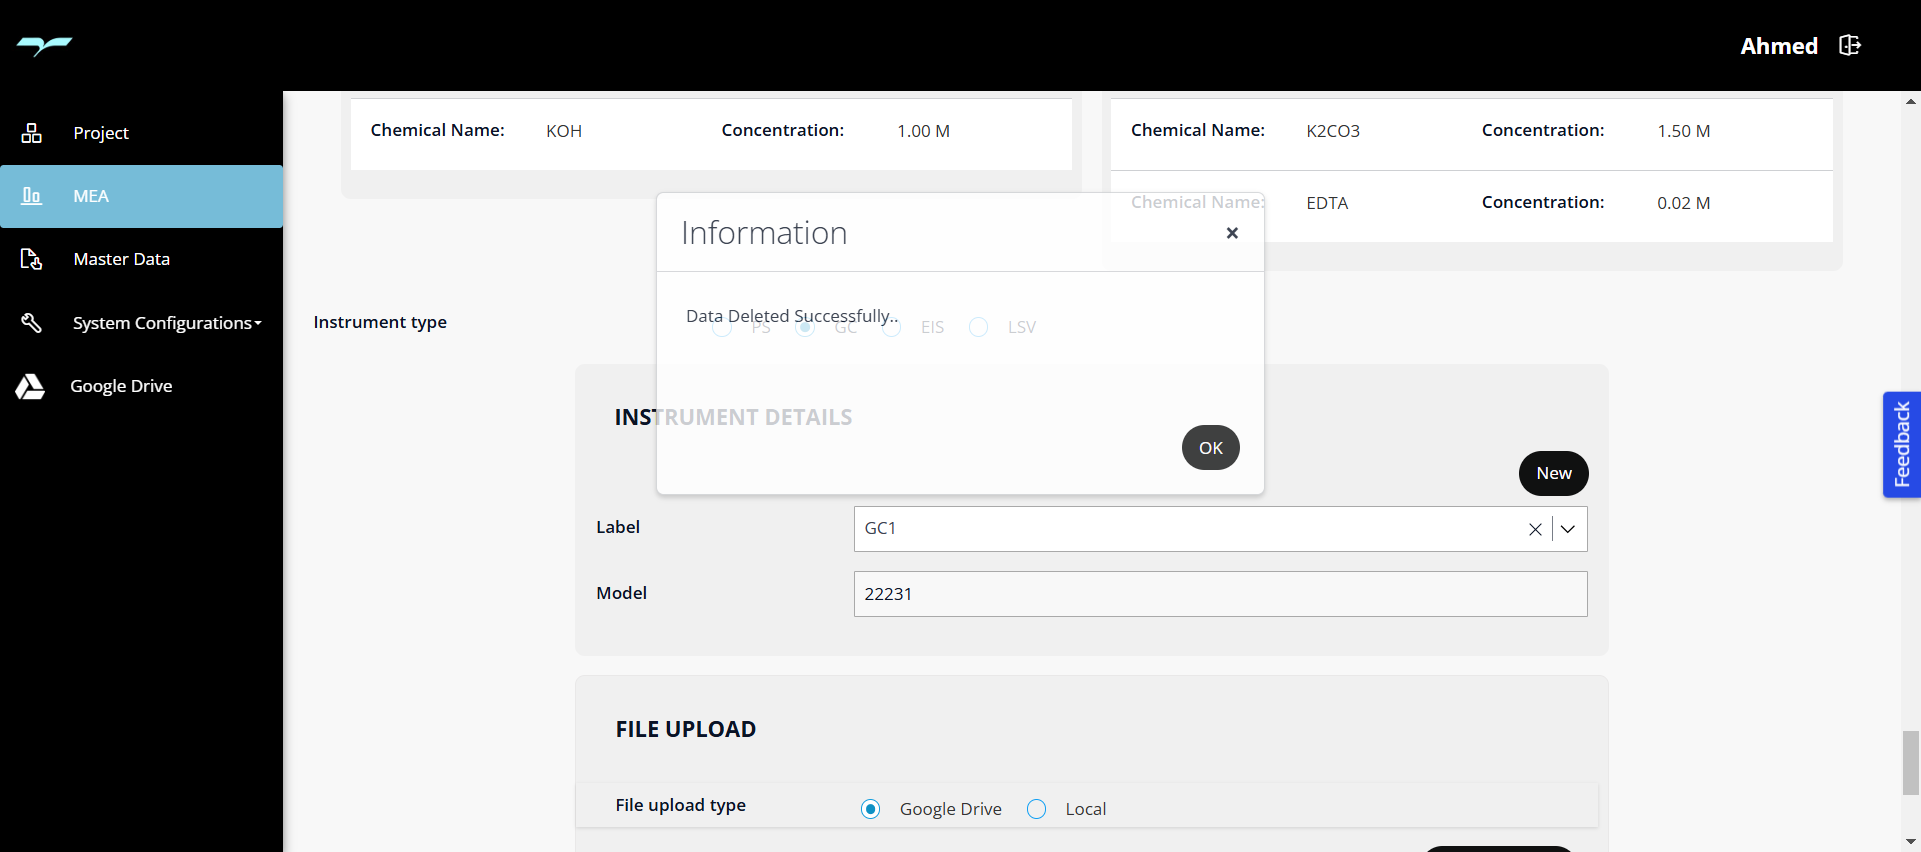 Ahmed
Project
MEA
Master Data
System Configurations
Google Drive
Chemical Name: KOH Concentration: 1.00 M
Chemical Name: K2CO3 Concentration: 1.50 M
Chemical Name: EDTA Concentration: 0.02 M
Information
Data Deleted Successfully..
OK
Instrument type
PS GC EIS LSV
INSTRUMENT DETAILS
New
Label GC1
Model 22231
FILE UPLOAD
File upload type Google Drive Local
Feedback